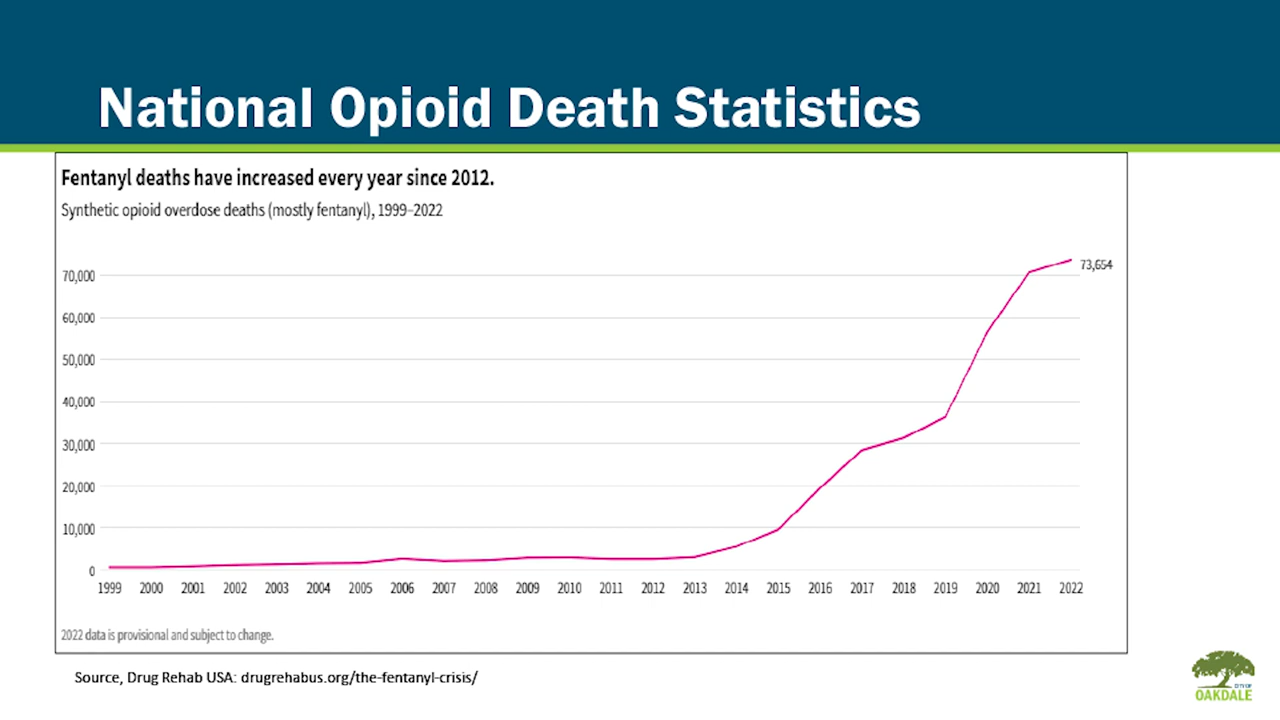 National Opioid Death Statistics
Fentanyl deaths have increased every year since 2012.
Synthetic opioid overdose deaths (mostly fentanyl), 1999–2022
73,654
70,000
60,000
50,000
40,000
30,000
20,000
10,000
0
1999 2000 2001 2002 2003 2004 2005 2006 2007 2008 2009 2010 2011 2012 2013 2014 2015 2016 2017 2018 2019 2020 2021 2022
2022 data is provisional and subject to change.
Source, Drug Rehab USA: drugrehabus.org/the-fentanyl-crisis/
CITY OF
OAKDALE